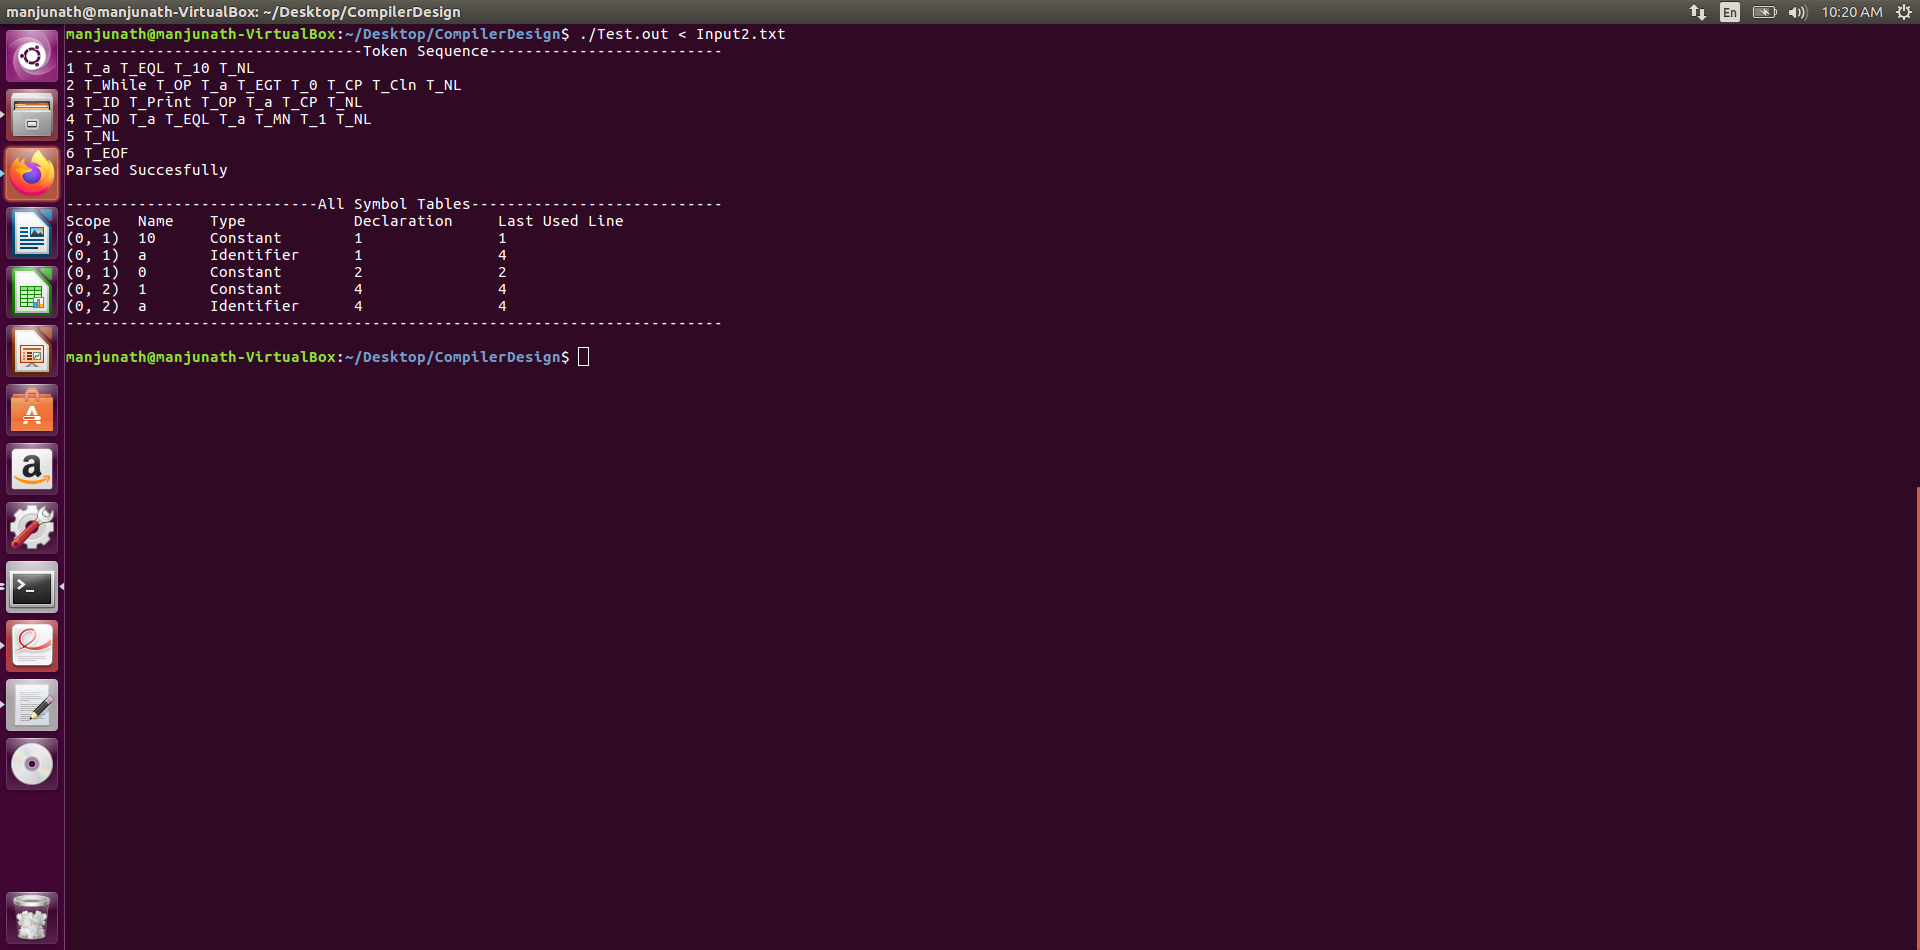 manjunath@manjunath-VirtualBox: ~/Desktop/CompilerDesign
En
10:20 AM
manjunath@manjunath-VirtualBox:~/Desktop/CompilerDesign$ ./Test.out < Input2.txt
---------------------------------Token Sequence--------------------------
1 T_a T_EQL T_10 T_NL
2 T_While T_OP T_a T_EGT T_0 T_CP T_Cln T_NL
3 T_ID T_Print T_OP T_a T_CP T_NL
4 T_ND T_a T_EQL T_a T_MN T_1 T_NL
5 T_NL
6 T_EOF
Parsed Succesfully
----------------------------All Symbol Tables----------------------------
Scope   Name    Type            Declaration     Last Used Line
(0, 1)  10      Constant        1               1
(0, 1)  a       Identifier      1               4
(0, 1)  0       Constant        2               2
(0, 2)  1       Constant        4               4
(0, 2)  a       Identifier      4               4
-------------------------------------------------------------------------
manjunath@manjunath-VirtualBox:~/Desktop/CompilerDesign$